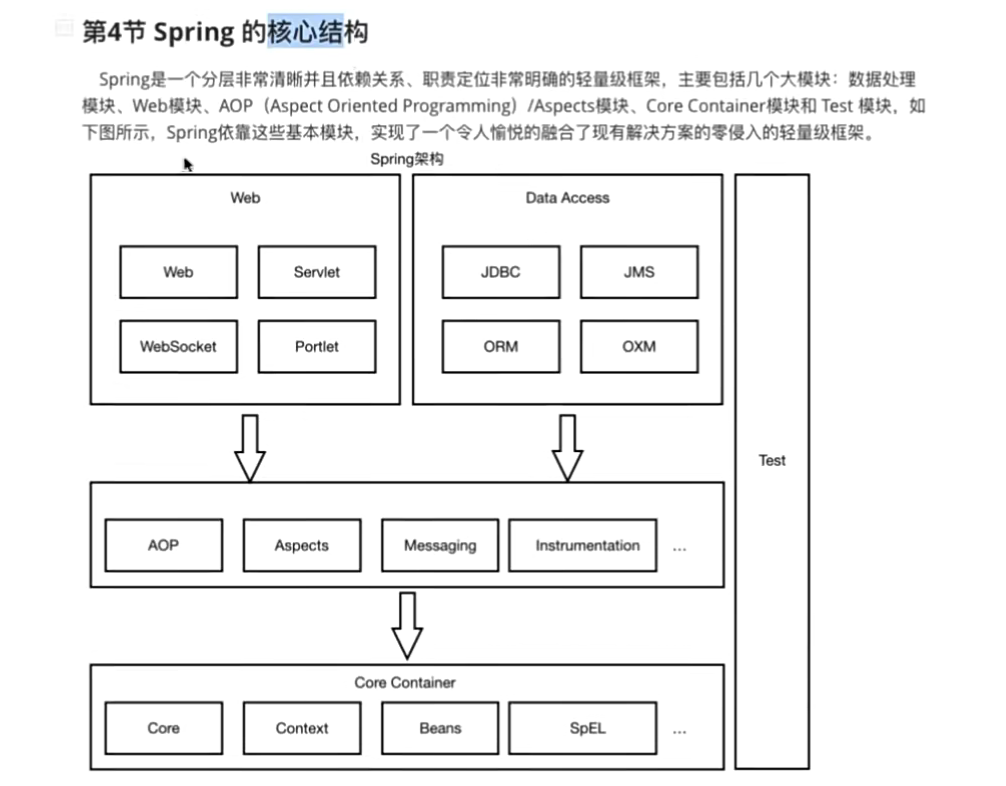 第4节 Spring 的核心结构
Spring是一个分层非常清晰并且依赖关系、职责定位非常明确的轻量级框架，主要包括几个大模块：数据处理
模块、Web模块、AOP（Aspect Oriented Programming）/Aspects模块、Core Container模块和 Test 模块，如
下图所示，Spring依靠这些基本模块，实现了一个令人愉悦的融合了现有解决方案的零侵入的轻量级框架。
Spring架构
Web
Data Access
Web
Servlet
JDBC
JMS
WebSocket
Portlet
ORM
OXM
Test
AOP
Aspects
Messaging
Instrumentation
...
Core Container
Core
Context
Beans
SpEL
...